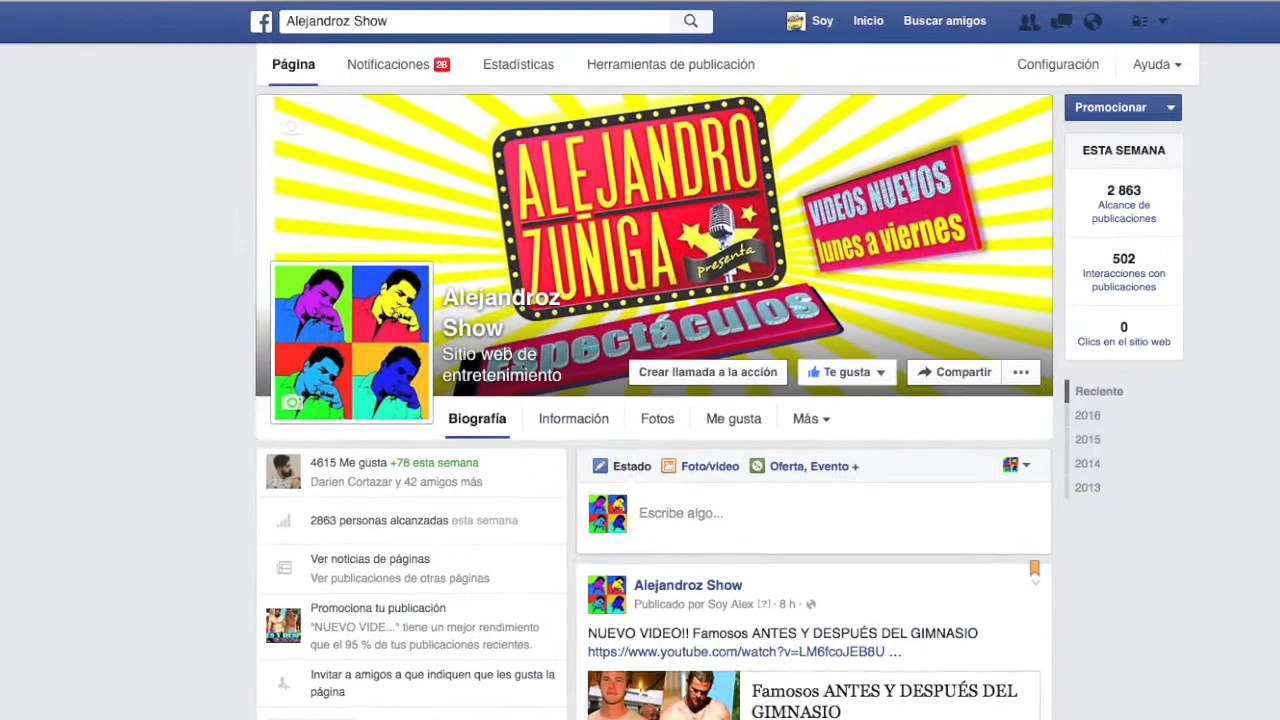 Alejandroz Show
Soy
Inicio
Buscar amigos
Página
Notificaciones 28
Estadísticas
Herramientas de publicación
Configuración
Ayuda
ALEJANDRO
ZUÑIGA
presenta
espectáculos
VIDEOS NUEVOS
lunes a viernes
Alejandroz
Show
Sitio web de
entretenimiento
Crear llamada a la acción
Te gusta
Compartir
Promocionar
ESTA SEMANA
2 863
Alcance de
publicaciones
502
Interacciones con
publicaciones
0
Clics en el sitio web
Reciente
2016
2015
2014
2013
Biografía
Información
Fotos
Me gusta
Más
4615 Me gusta +78 esta semana
Darien Cortazar y 42 amigos más
2863 personas alcanzadas esta semana
Ver noticias de páginas
Ver publicaciones de otras páginas
Promociona tu publicación
"NUEVO VIDE..." tiene un mejor rendimiento
que el 95 % de tus publicaciones recientes.
Invitar a amigos a que indiquen que les gusta la
página
Estado
Foto/video
Oferta, Evento +
Escribe algo...
Alejandroz Show
Publicado por Soy Alex [?] · 8 h ·
NUEVO VIDEO!! Famosos ANTES Y DESPUÉS DEL GIMNASIO
https://www.youtube.com/watch?v=LM6fcoJEB8U ...
Famosos ANTES Y DESPUÉS DEL
GIMNASIO